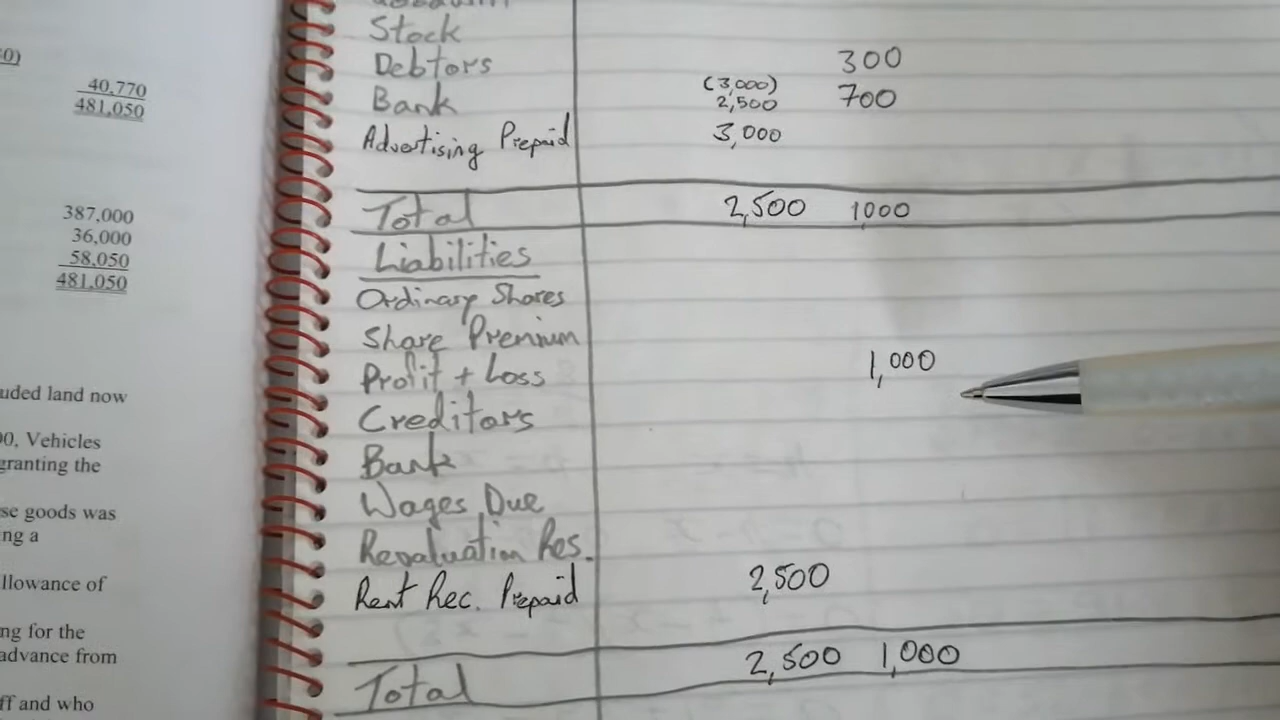 0)
40,770
481,050
387,000
36,000
58,050
481,050
uded land now
00, Vehicles
granting the
se goods was
ng a
llowance of
ng for the
advance from
ff and who
Stock
Debtors 300
(3,000)
Bank 2,500 700
Advertising Prepaid 3,000
Total 2,500 1000
Liabilities
Ordinary Shares
Share Premium
Profit + Loss 1,000
Creditors
Bank
Wages Due
Revaluation Res.
Rent Rec. Prepaid 2,500
Total 2,500 1,000